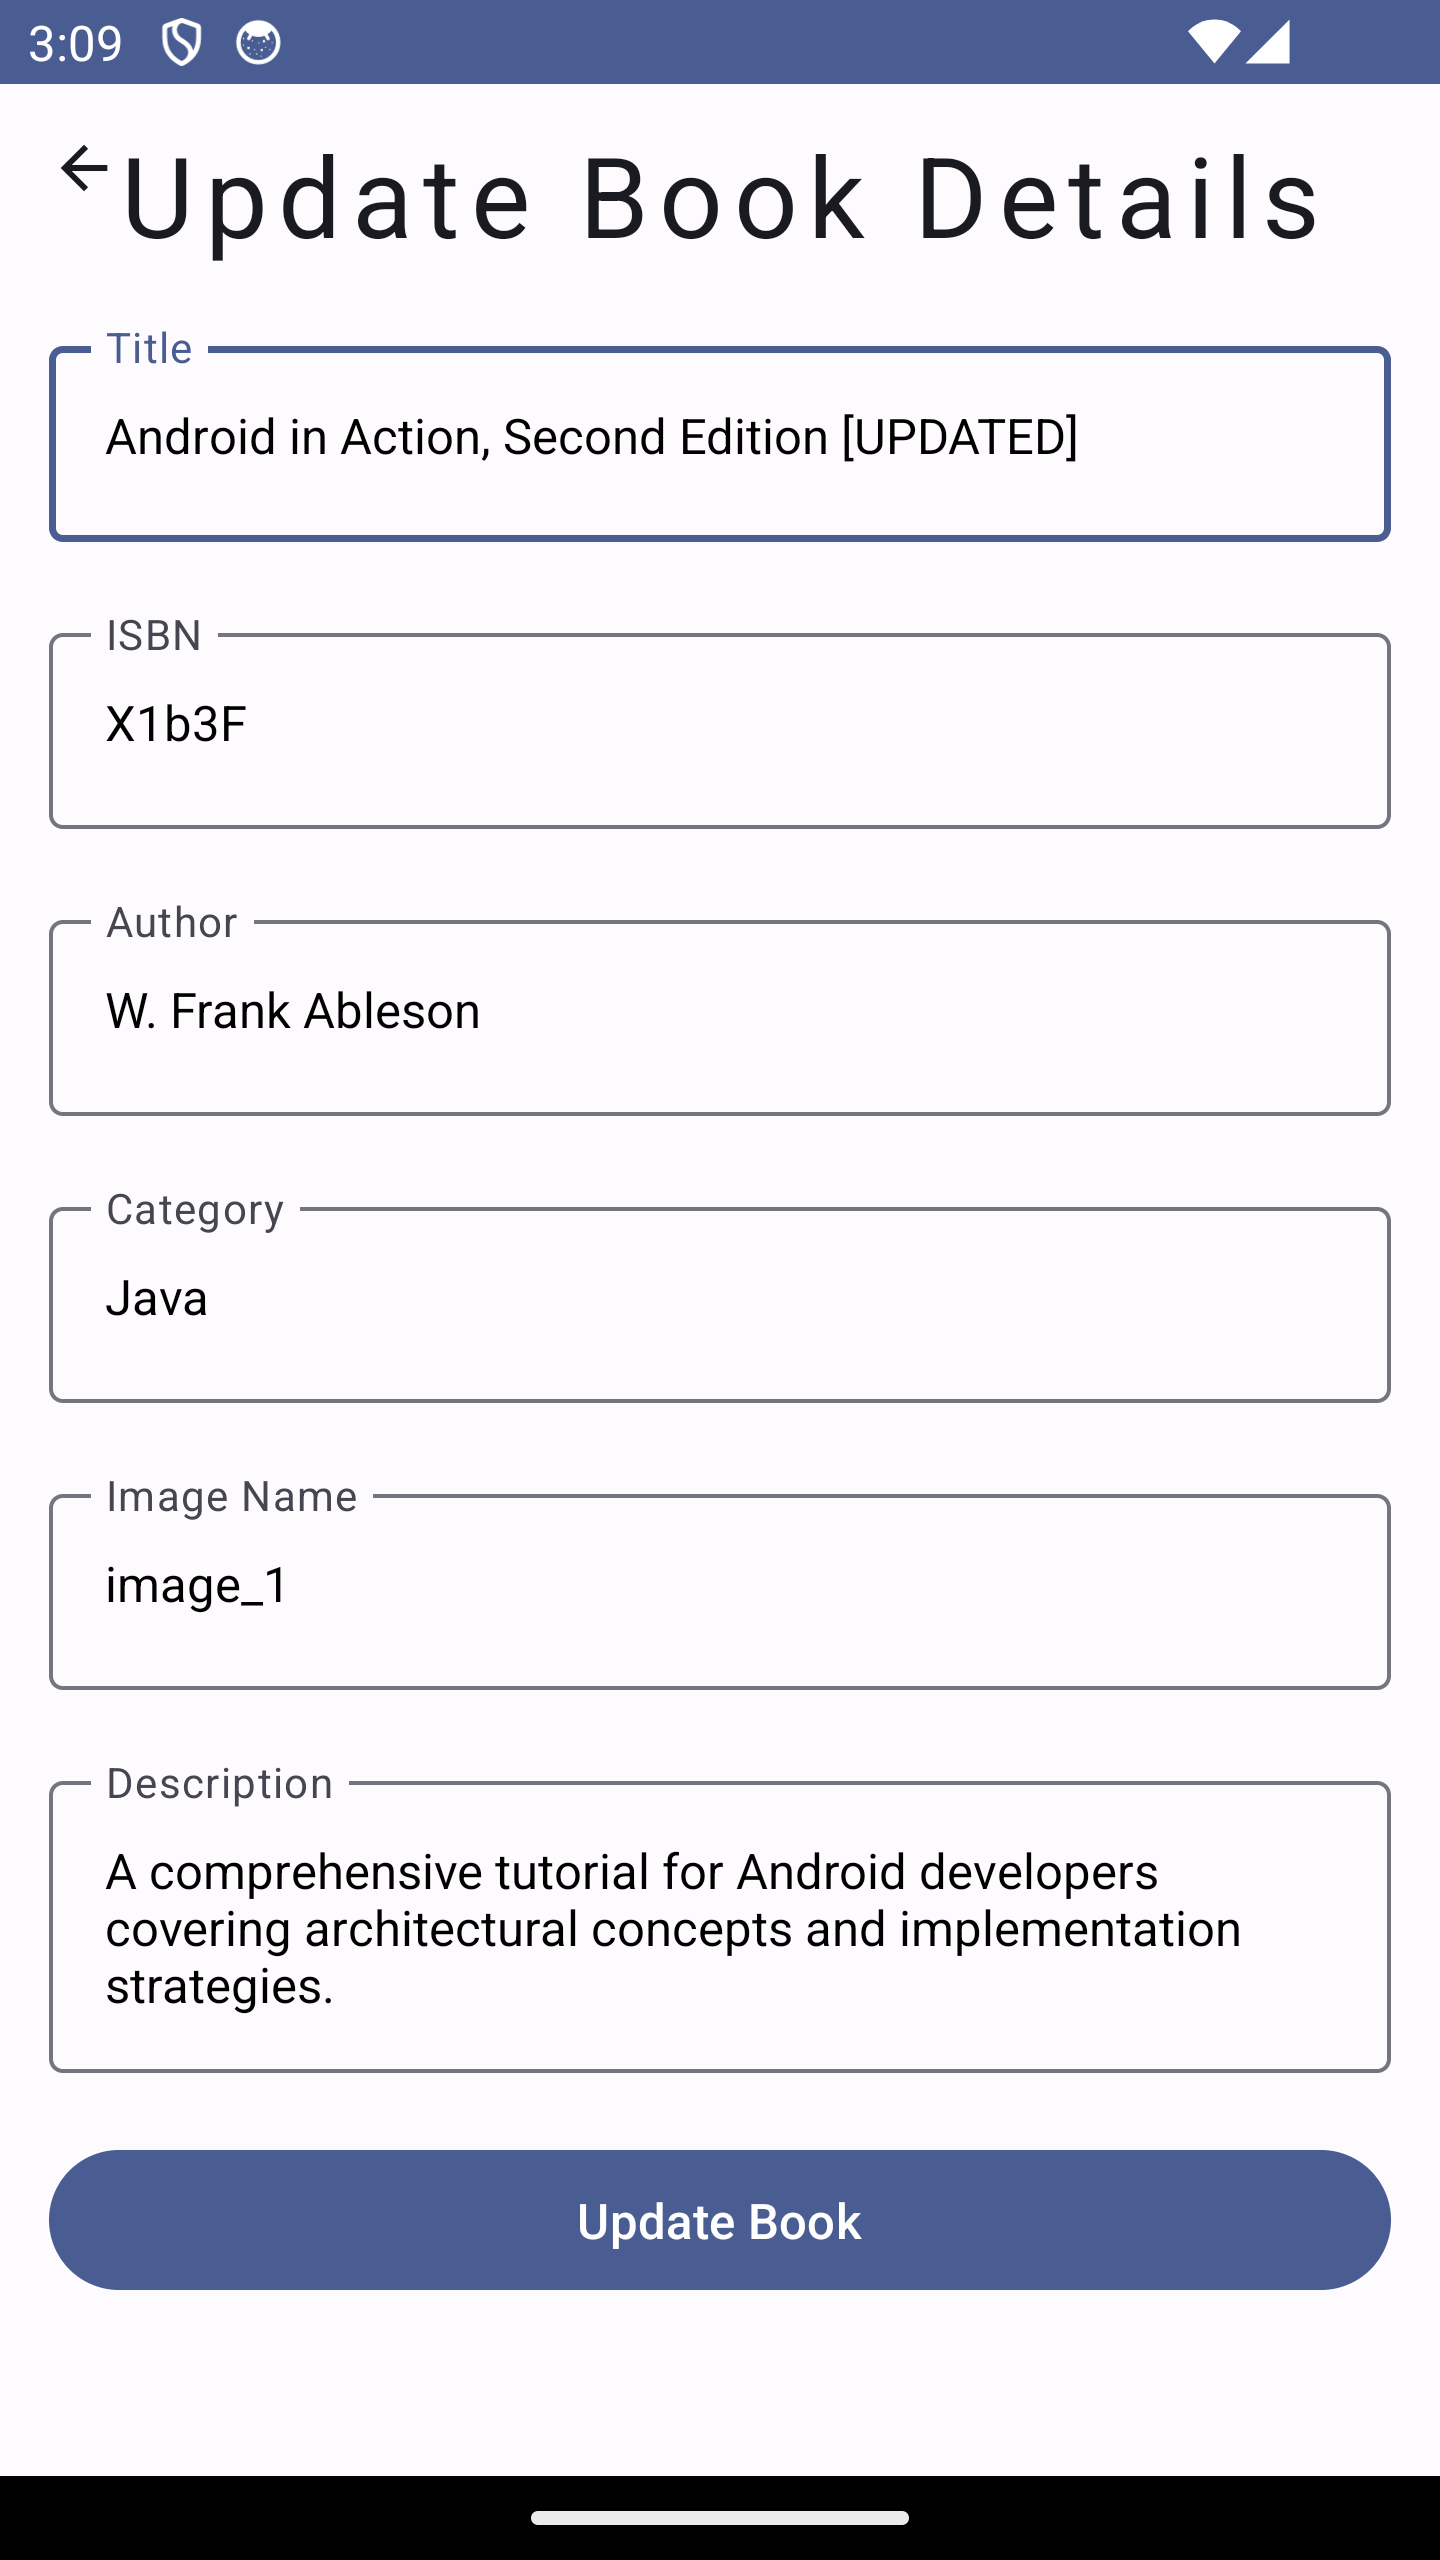 3:09
Update Book Details
Title
Android in Action, Second Edition [UPDATED]
ISBN
X1b3F
Author
W. Frank Ableson
Category
Java
Image Name
image_1
Description
A comprehensive tutorial for Android developers
covering architectural concepts and implementation
strategies.
Update Book